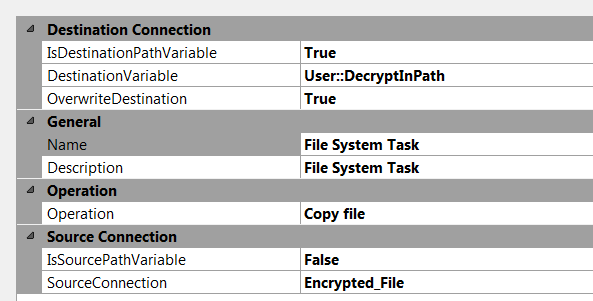 Destination Connection
IsDestinationPathVariable True
DestinationVariable User::DecryptInPath
OverwriteDestination True
General
Name File System Task
Description File System Task
Operation
Operation Copy file
Source Connection
IsSourcePathVariable False
SourceConnection Encrypted_File